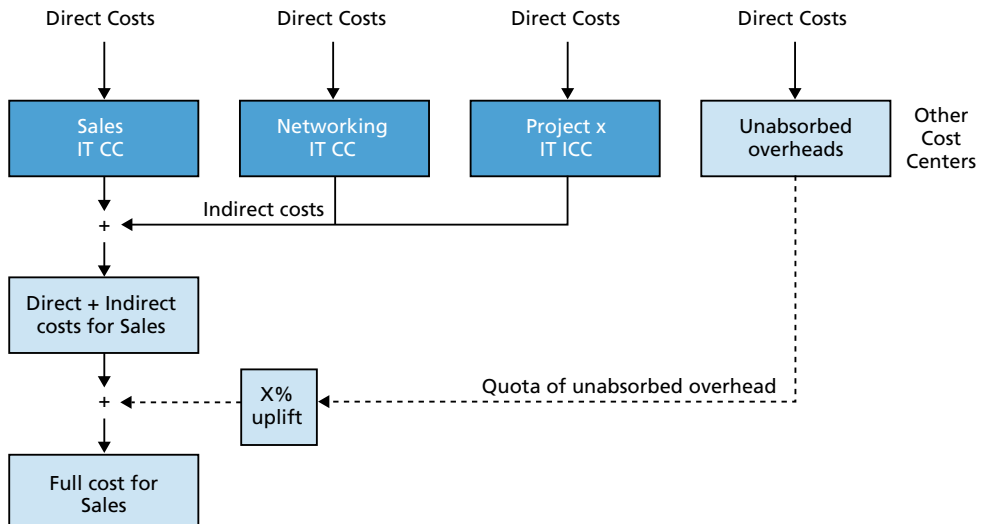 Direct Costs
Direct Costs
Direct Costs
Direct Costs
Sales
IT CC
Networking
IT CC
Project x
IT ICC
Unabsorbed
overheads
Other
Cost
Centers
Indirect costs
+
Direct + Indirect
costs for Sales
Quota of unabsorbed overhead
X%
uplift
+
Full cost for
Sales